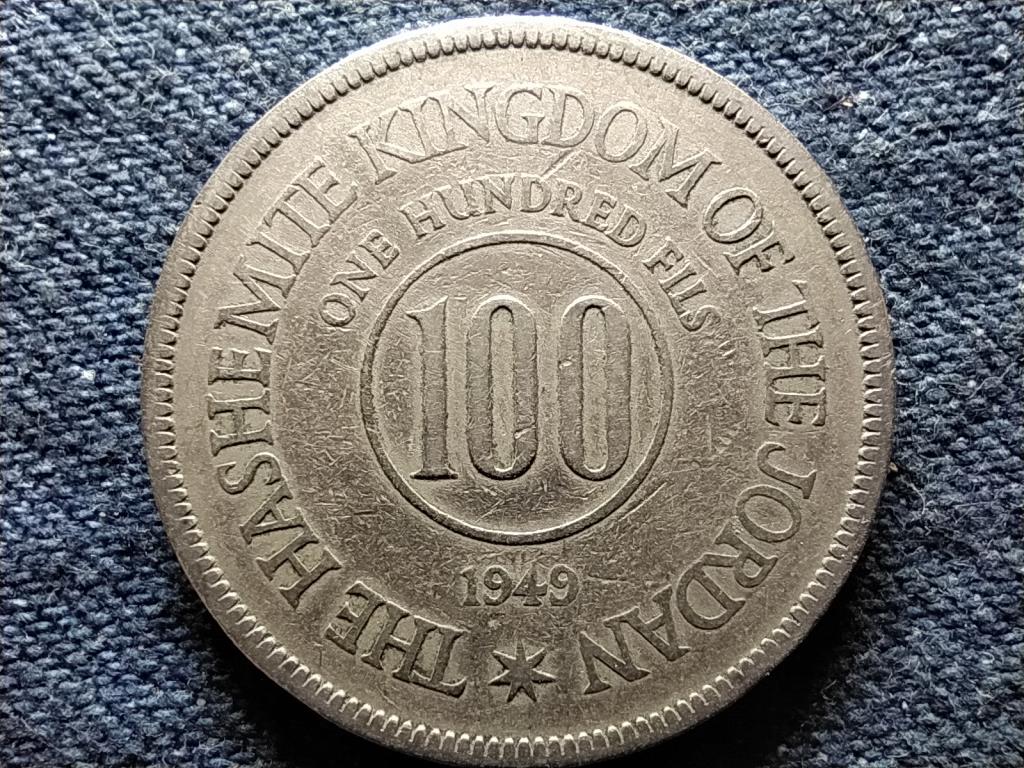 THE HASHEMITE KINGDOM OF THE JORDAN
ONE HUNDRED FILS
100
1949